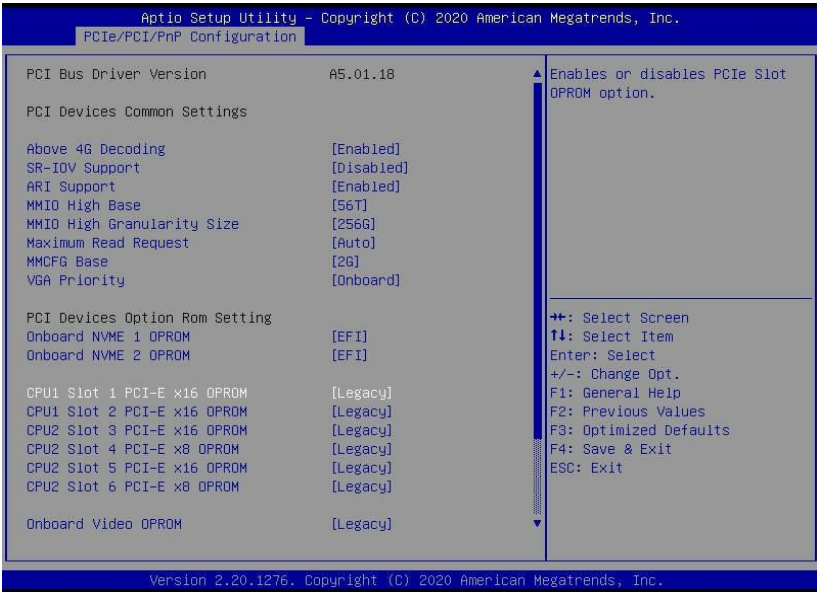 Aptio Setup Utility – Copyright (C) 2020 American Megatrends, Inc.
PCIe/PCI/PnP Configuration
PCI Bus Driver Version A5.01.18
PCI Devices Common Settings
Above 4G Decoding [Enabled]
SR-IOV Support [Disabled]
ARI Support [Enabled]
MMIO High Base [56T]
MMIO High Granularity Size [256G]
Maximum Read Request [Auto]
MMCFG Base [2G]
VGA Priority [Onboard]
PCI Devices Option Rom Setting
Onboard NVME 1 OPROM [EFI]
Onboard NVME 2 OPROM [EFI]
CPU1 Slot 1 PCI-E x16 OPROM [Legacy]
CPU1 Slot 2 PCI-E x16 OPROM [Legacy]
CPU2 Slot 3 PCI-E x16 OPROM [Legacy]
CPU2 Slot 4 PCI-E x8 OPROM [Legacy]
CPU2 Slot 5 PCI-E x16 OPROM [Legacy]
CPU2 Slot 6 PCI-E x8 OPROM [Legacy]
Onboard Video OPROM [Legacy]
Enables or disables PCIe Slot
OPROM option.
→←: Select Screen
↑↓: Select Item
Enter: Select
+/-: Change Opt.
F1: General Help
F2: Previous Values
F3: Optimized Defaults
F4: Save & Exit
ESC: Exit
Version 2.20.1276. Copyright (C) 2020 American Megatrends, Inc.